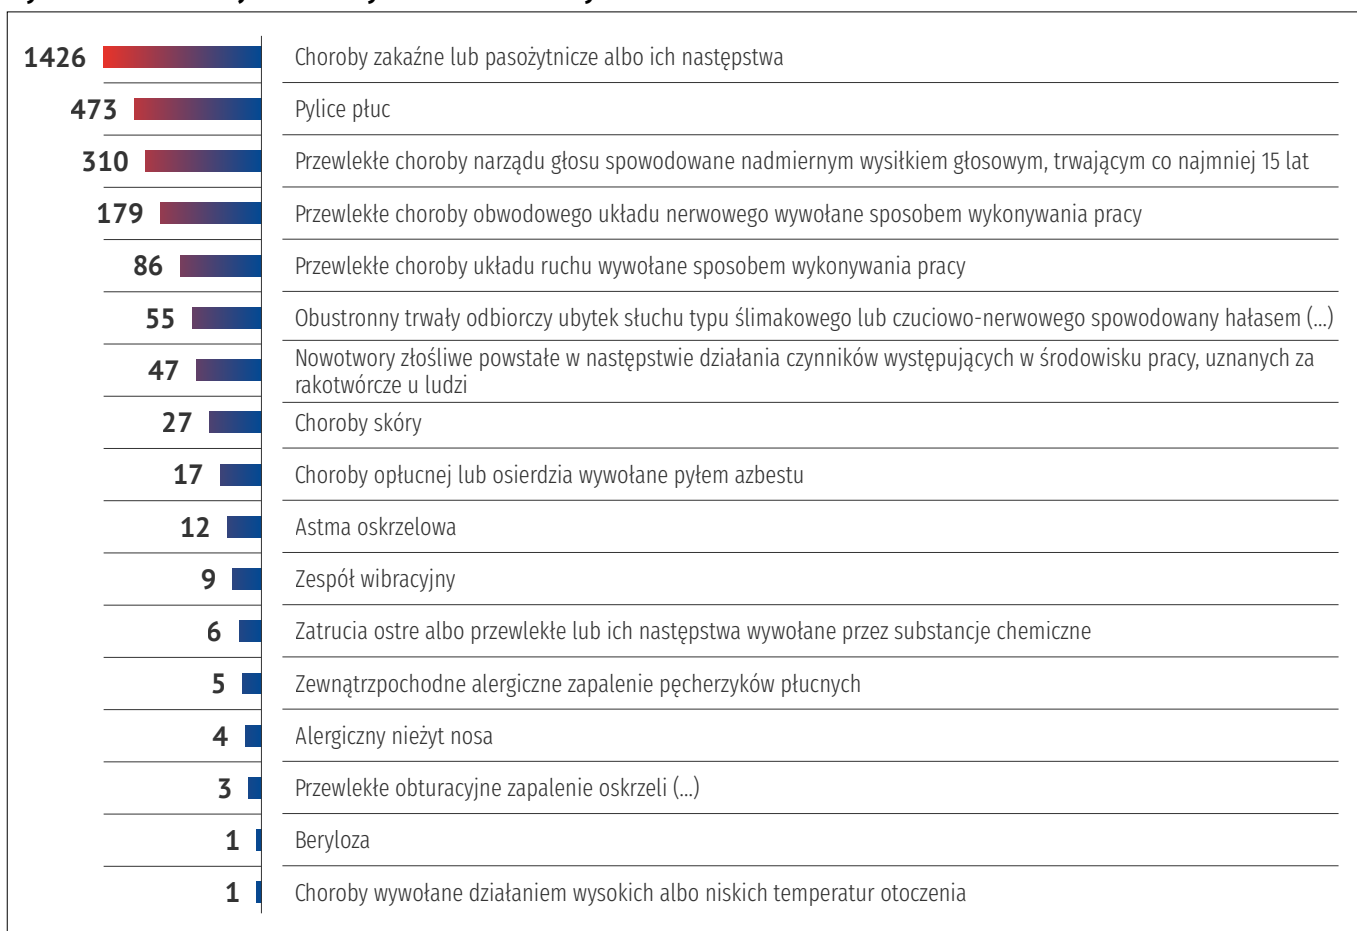 1426 Choroby zakaźne lub pasożytnicze albo ich następstwa
473 Pylice płuc
310 Przewlekłe choroby narządu głosu spowodowane nadmiernym wysiłkiem głosowym, trwającym co najmniej 15 lat
179 Przewlekłe choroby obwodowego układu nerwowego wywołane sposobem wykonywania pracy
86 Przewlekłe choroby układu ruchu wywołane sposobem wykonywania pracy
55 Obustronny trwały odbiorczy ubytek słuchu typu ślimakowego lub czuciowo-nerwowego spowodowany hałasem (...)
47 Nowotwory złośliwe powstałe w następstwie działania czynników występujących w środowisku pracy, uznanych za
rakotwórcze u ludzi
27 Choroby skóry
17 Choroby opłucnej lub osierdzia wywołane pyłem azbestu
12 Astma oskrzelowa
9 Zespół wibracyjny
6 Zatrucia ostre albo przewlekłe lub ich następstwa wywołane przez substancje chemiczne
5 Zewnątrzpochodne alergiczne zapalenie pęcherzyków płucnych
4 Alergiczny nieżyt nosa
3 Przewlekłe obturacyjne zapalenie oskrzeli (...)
1 Beryloza
1 Choroby wywołane działaniem wysokich albo niskich temperatur otoczenia